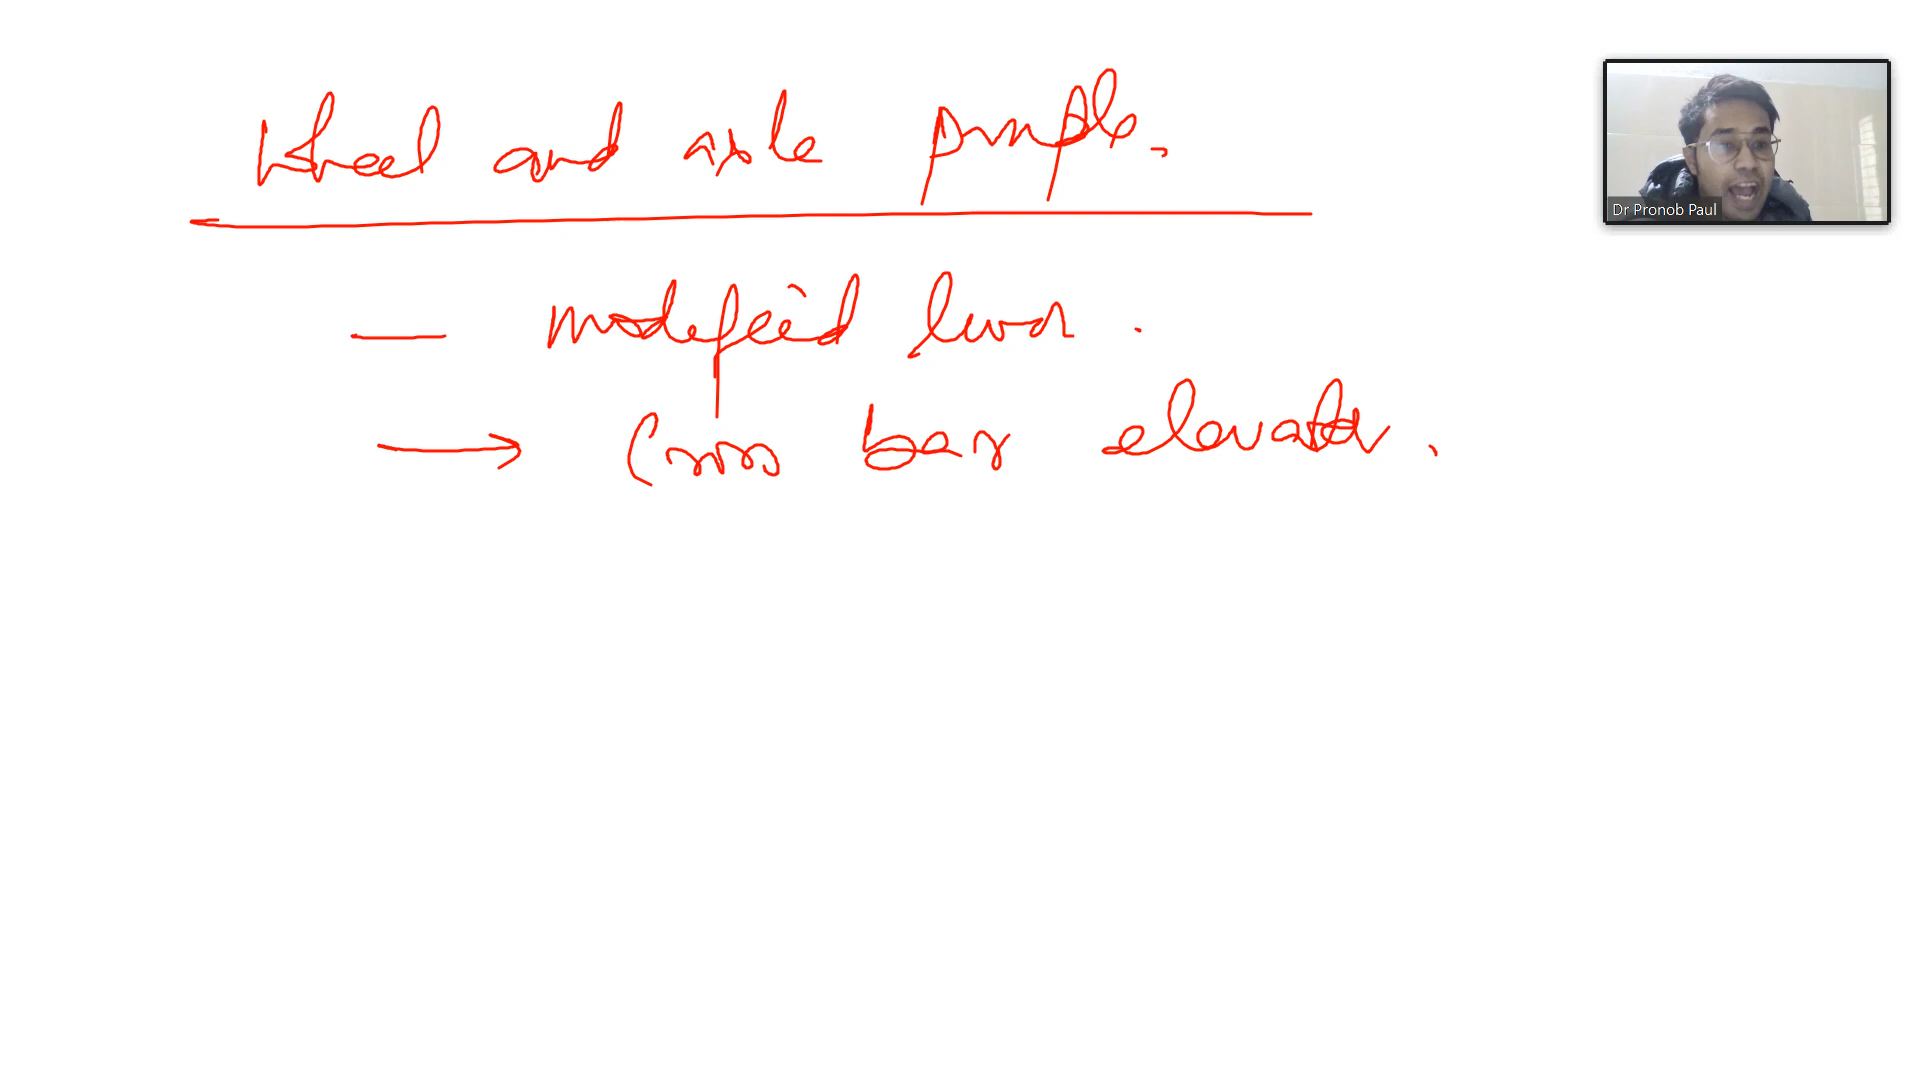 Wheel and axle principle.
Dr Pronob Paul
— modified lever.
→ Cross bar elevator.